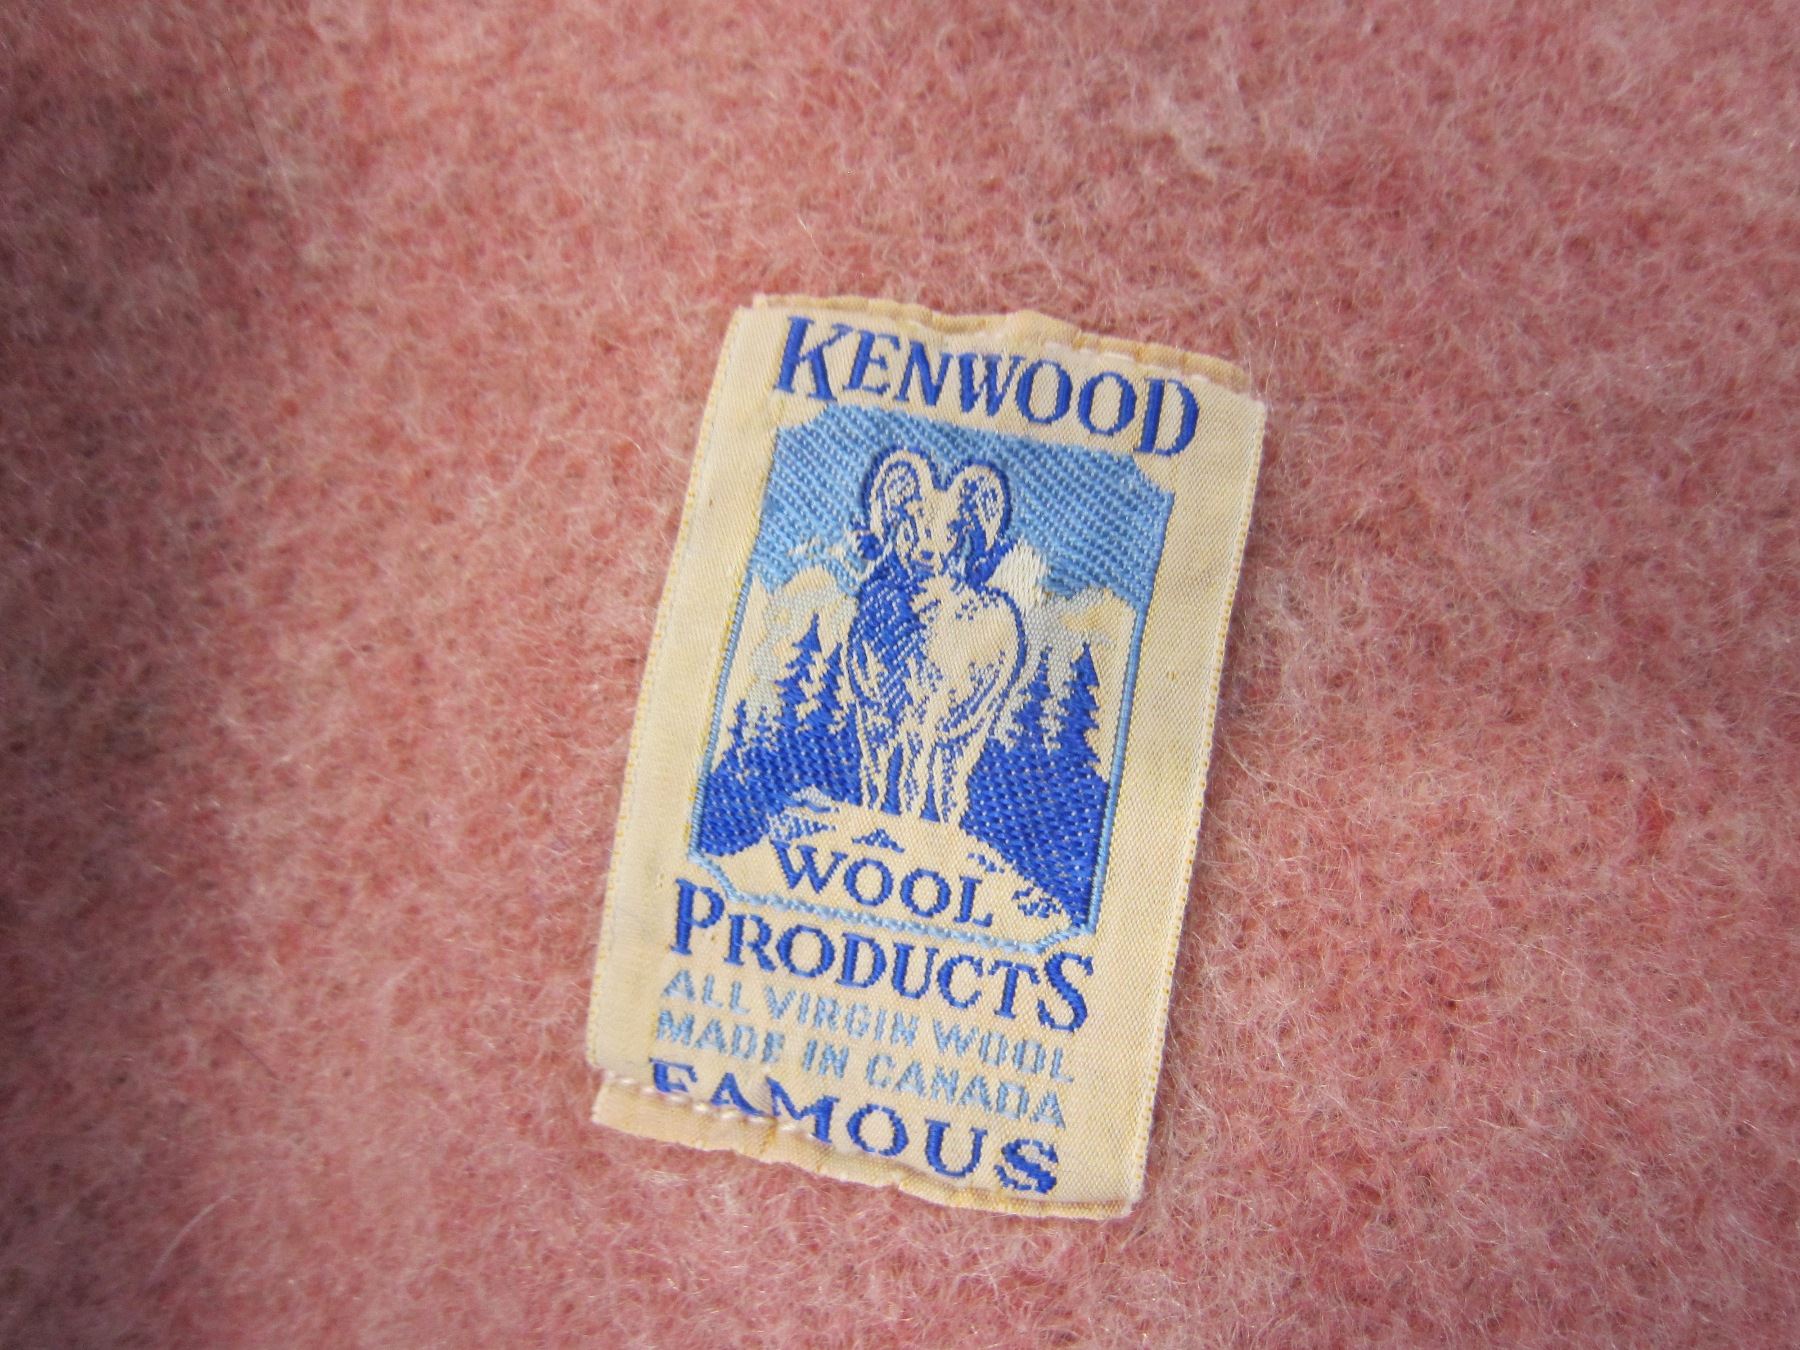 KENWOOD
WOOL
PRODUCTS
ALL VIRGIN WOOL
MADE IN CANADA
FAMOUS